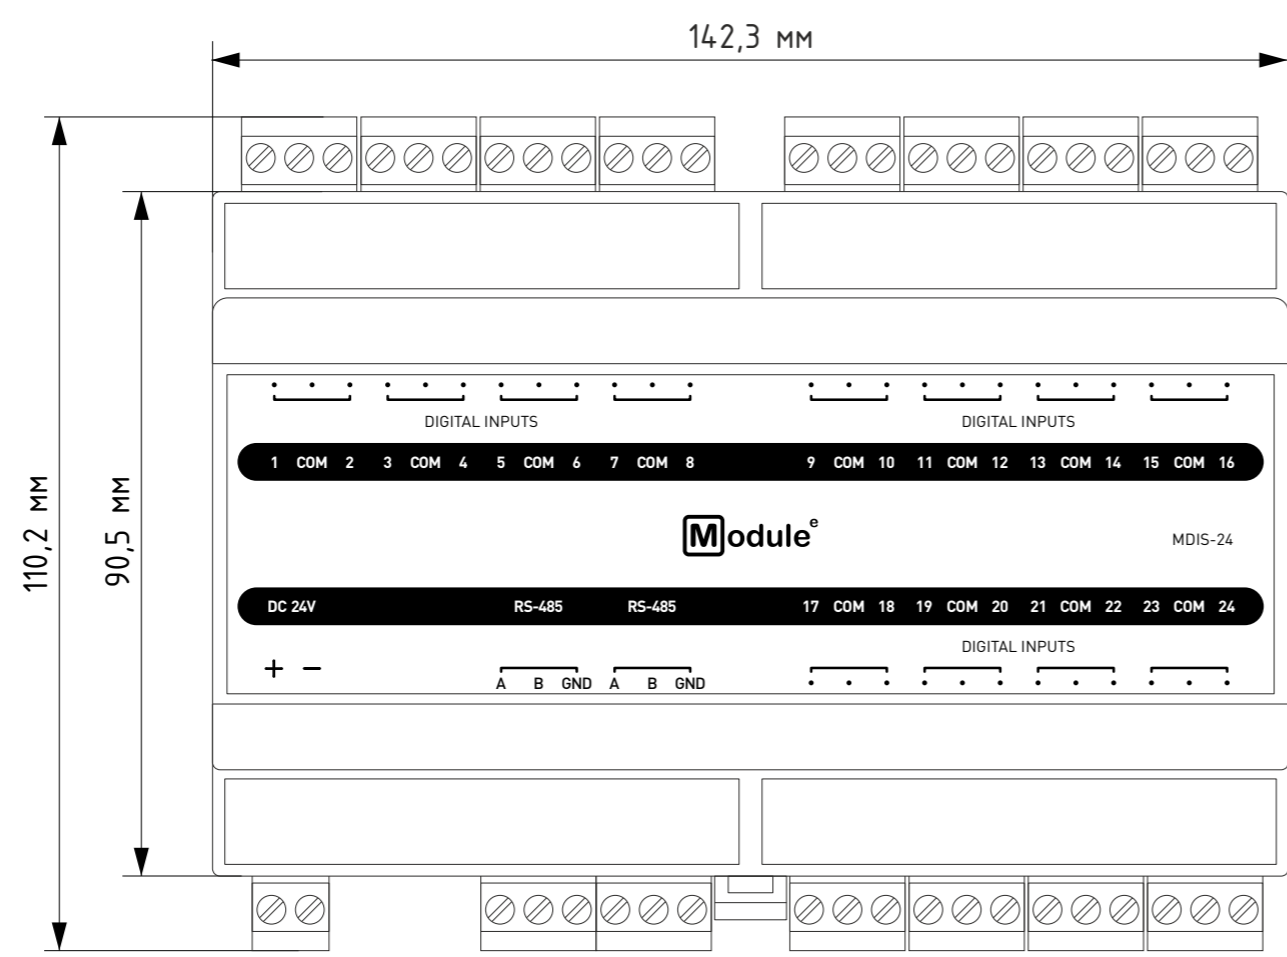 142,3 мм
110,2 мм
90,5 мм
DIGITAL INPUTS DIGITAL INPUTS
1 COM 2 3 COM 4 5 COM 6 7 COM 8 9 COM 10 11 COM 12 13 COM 14 15 COM 16
Module e
MDIS-24
DC 24V RS-485 RS-485 17 COM 18 19 COM 20 21 COM 22 23 COM 24
DIGITAL INPUTS
+ −
A B GND A B GND